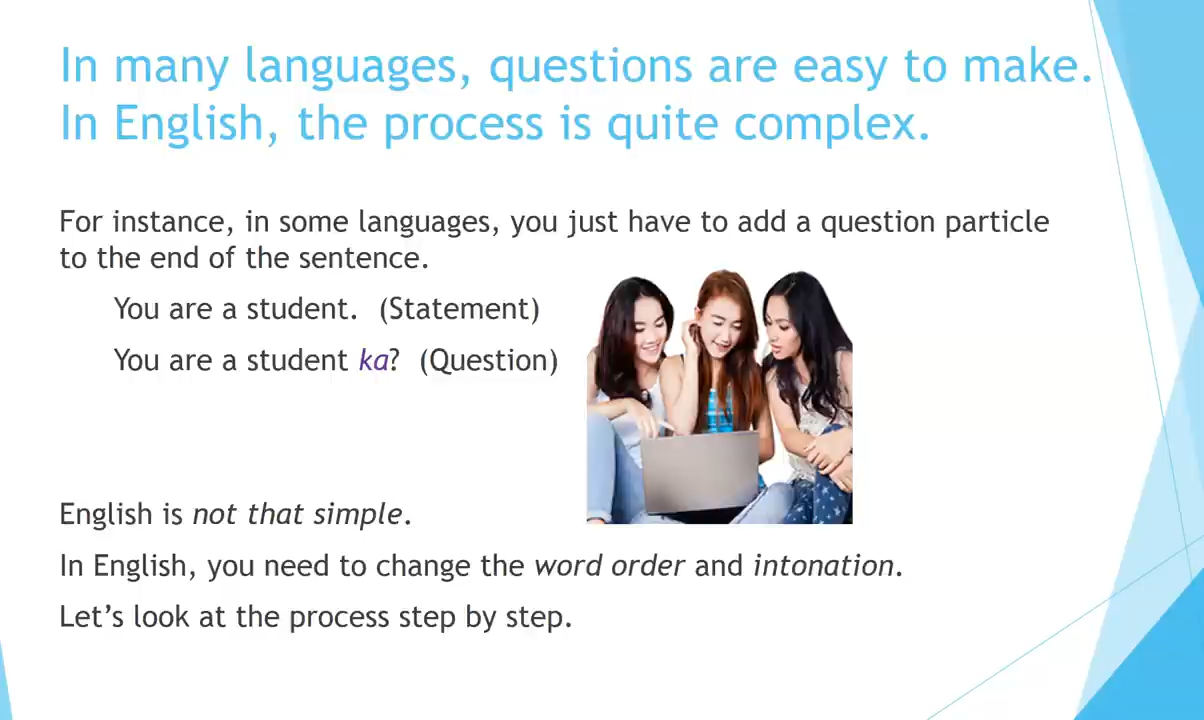 In many languages, questions are easy to make.
In English, the process is quite complex.
For instance, in some languages, you just have to add a question particle
to the end of the sentence.
You are a student.  (Statement)
You are a student ka?  (Question)
English is not that simple.
In English, you need to change the word order and intonation.
Let’s look at the process step by step.